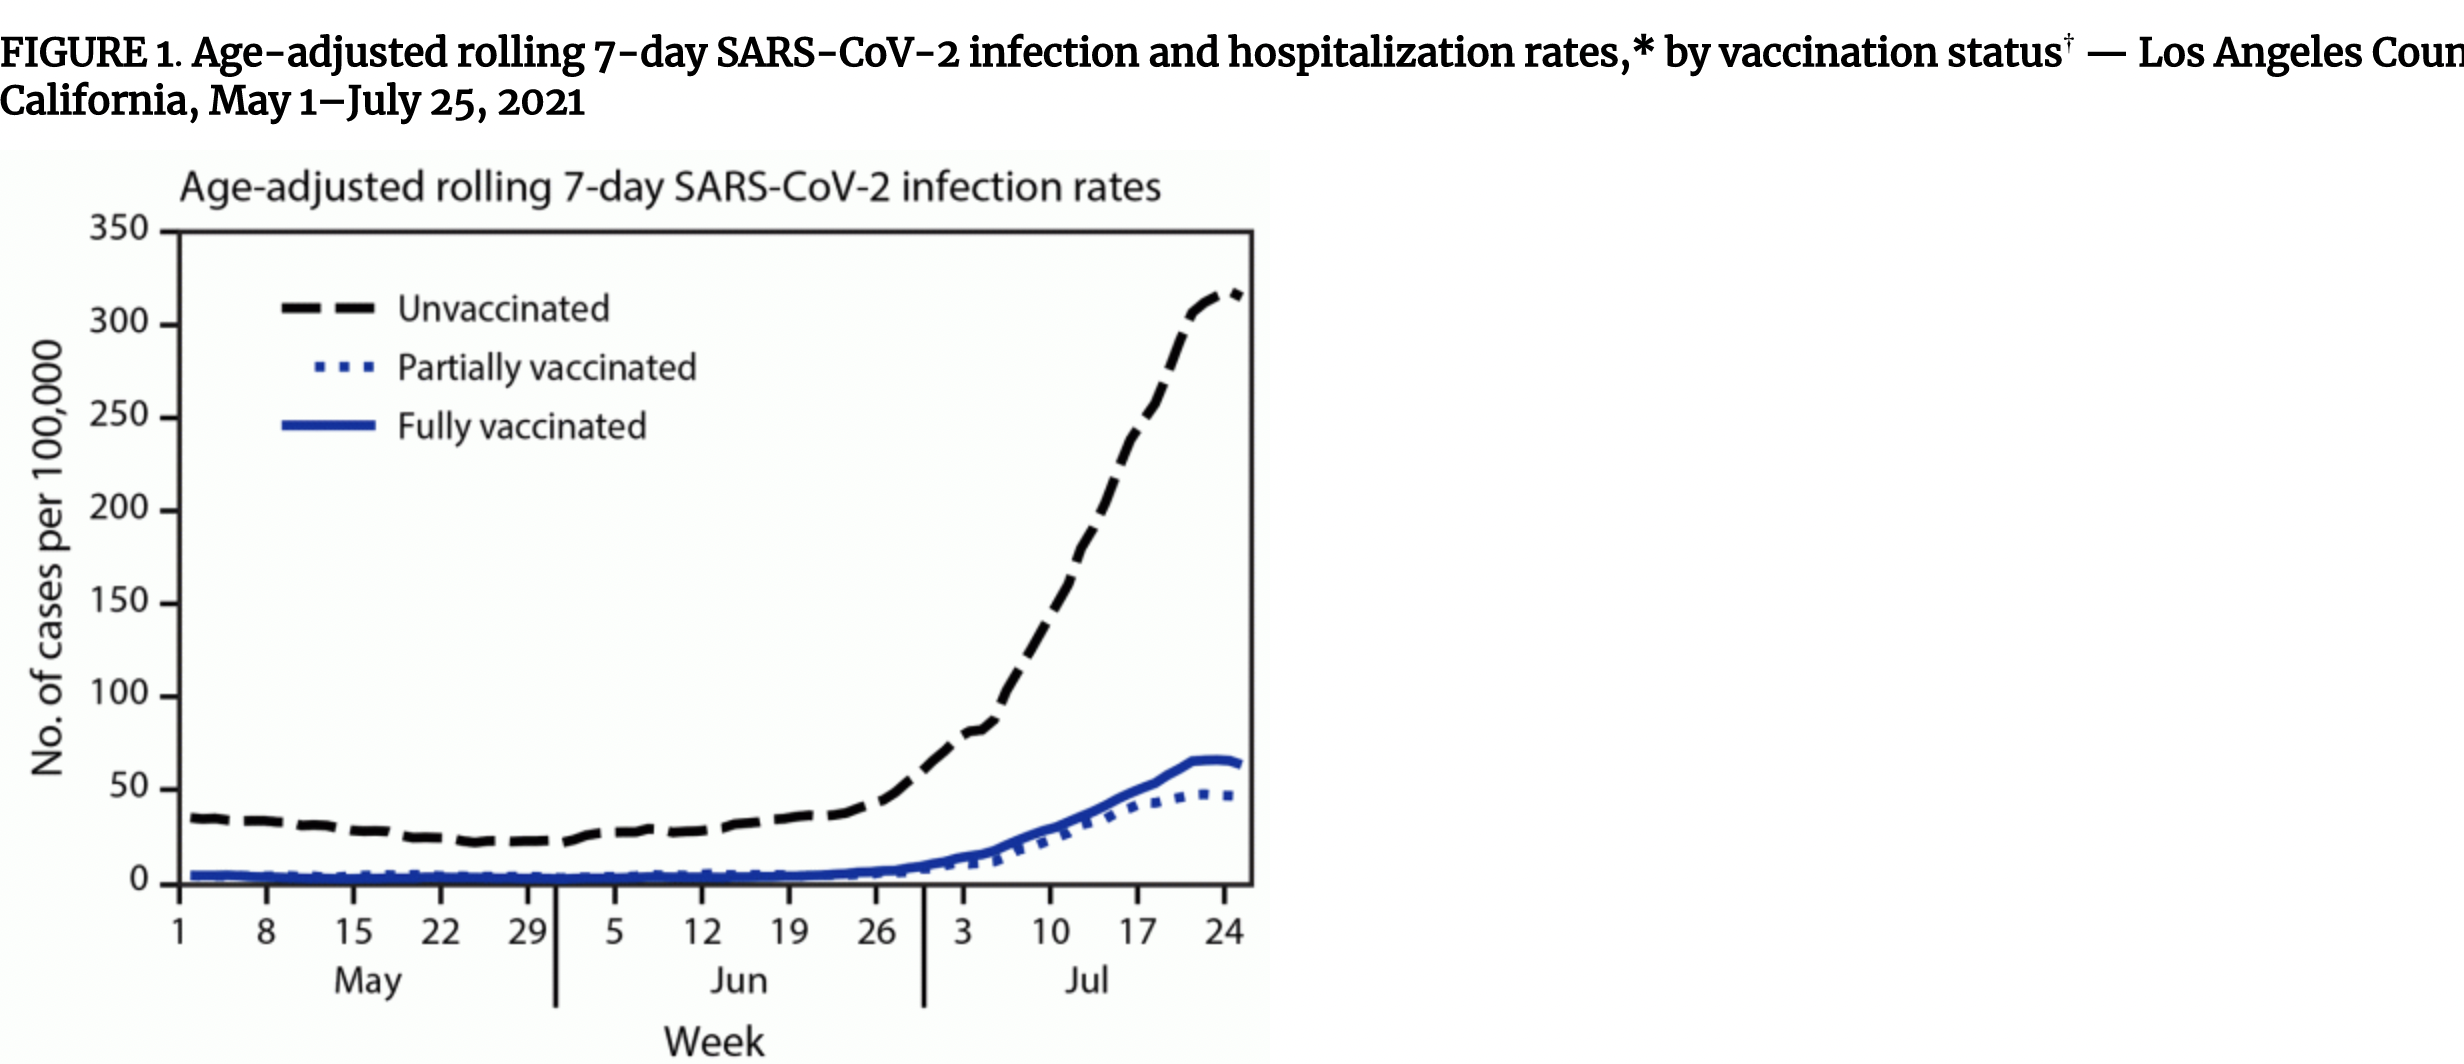 FIGURE 1. Age-adjusted rolling 7-day SARS-CoV-2 infection and hospitalization rates,* by vaccination status† — Los Angeles Coun
California, May 1–July 25, 2021
Age-adjusted rolling 7-day SARS-CoV-2 infection rates
No. of cases per 100,000
350
300
250
200
150
100
50
0
Unvaccinated
Partially vaccinated
Fully vaccinated
1 8 15 22 29 5 12 19 26 3 10 17 24
May Jun Jul
Week